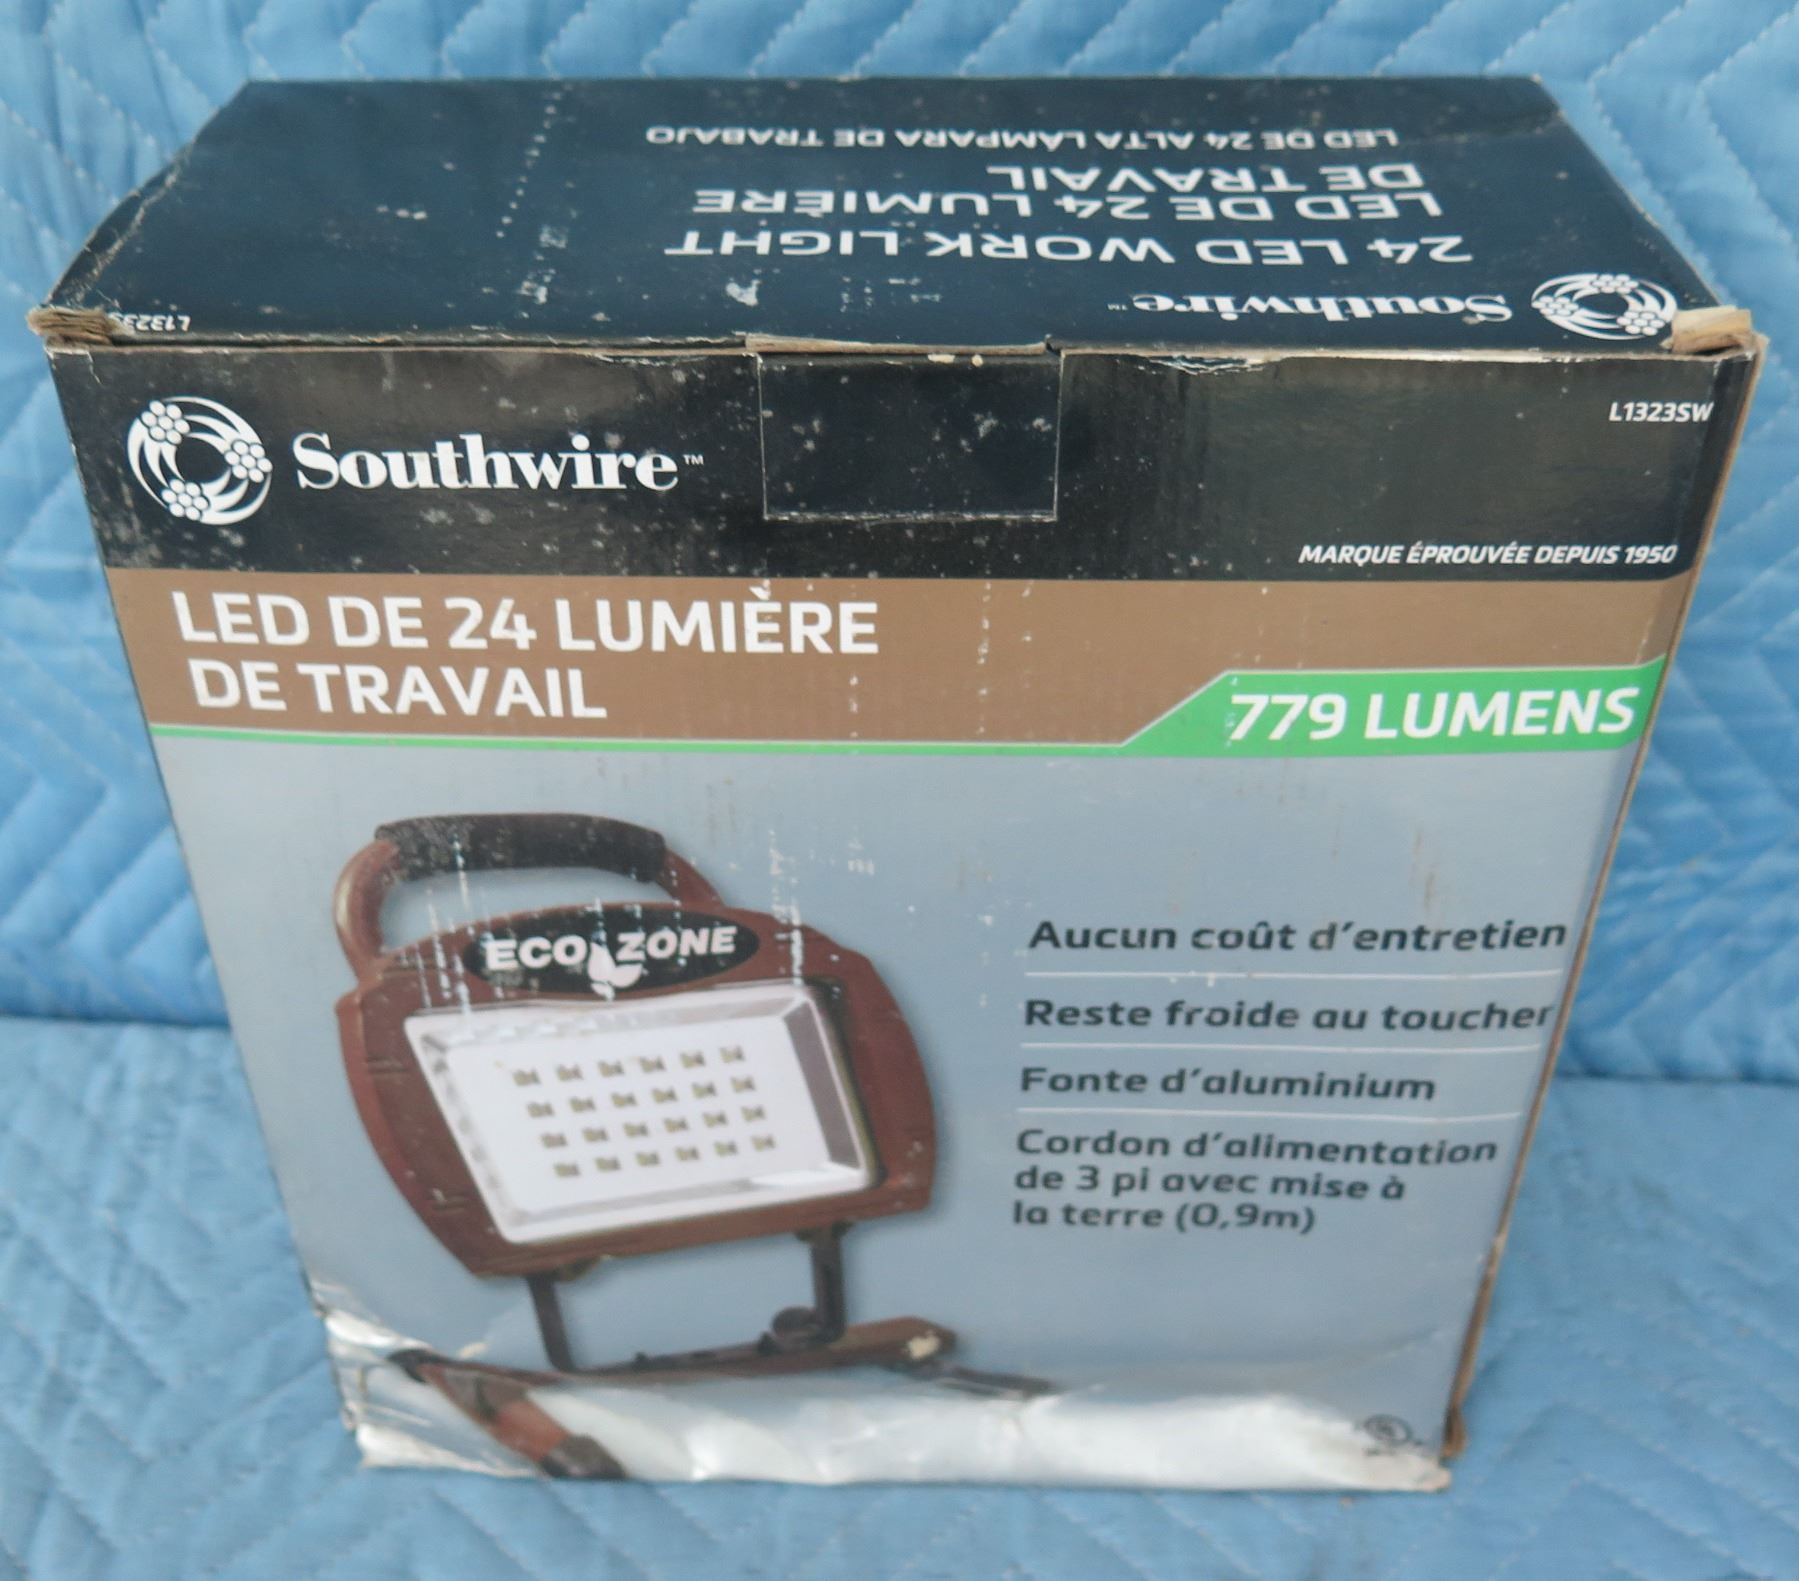 LED DE 24 ALTA LÁMPARA DE TRABAJO
24 LED WORK LIGHT
LED DE 24 LUMIÈRE
DE TRAVAIL
Southwire™
Southwire™
L1323SW
MARQUE ÉPROUVÉE DEPUIS 1950
LED DE 24 LUMIÈRE
DE TRAVAIL
779 LUMENS
ECO ZONE
Aucun coût d'entretien
Reste froide au toucher
Fonte d'aluminium
Cordon d'alimentation
de 3 pi avec mise à
la terre (0,9m)